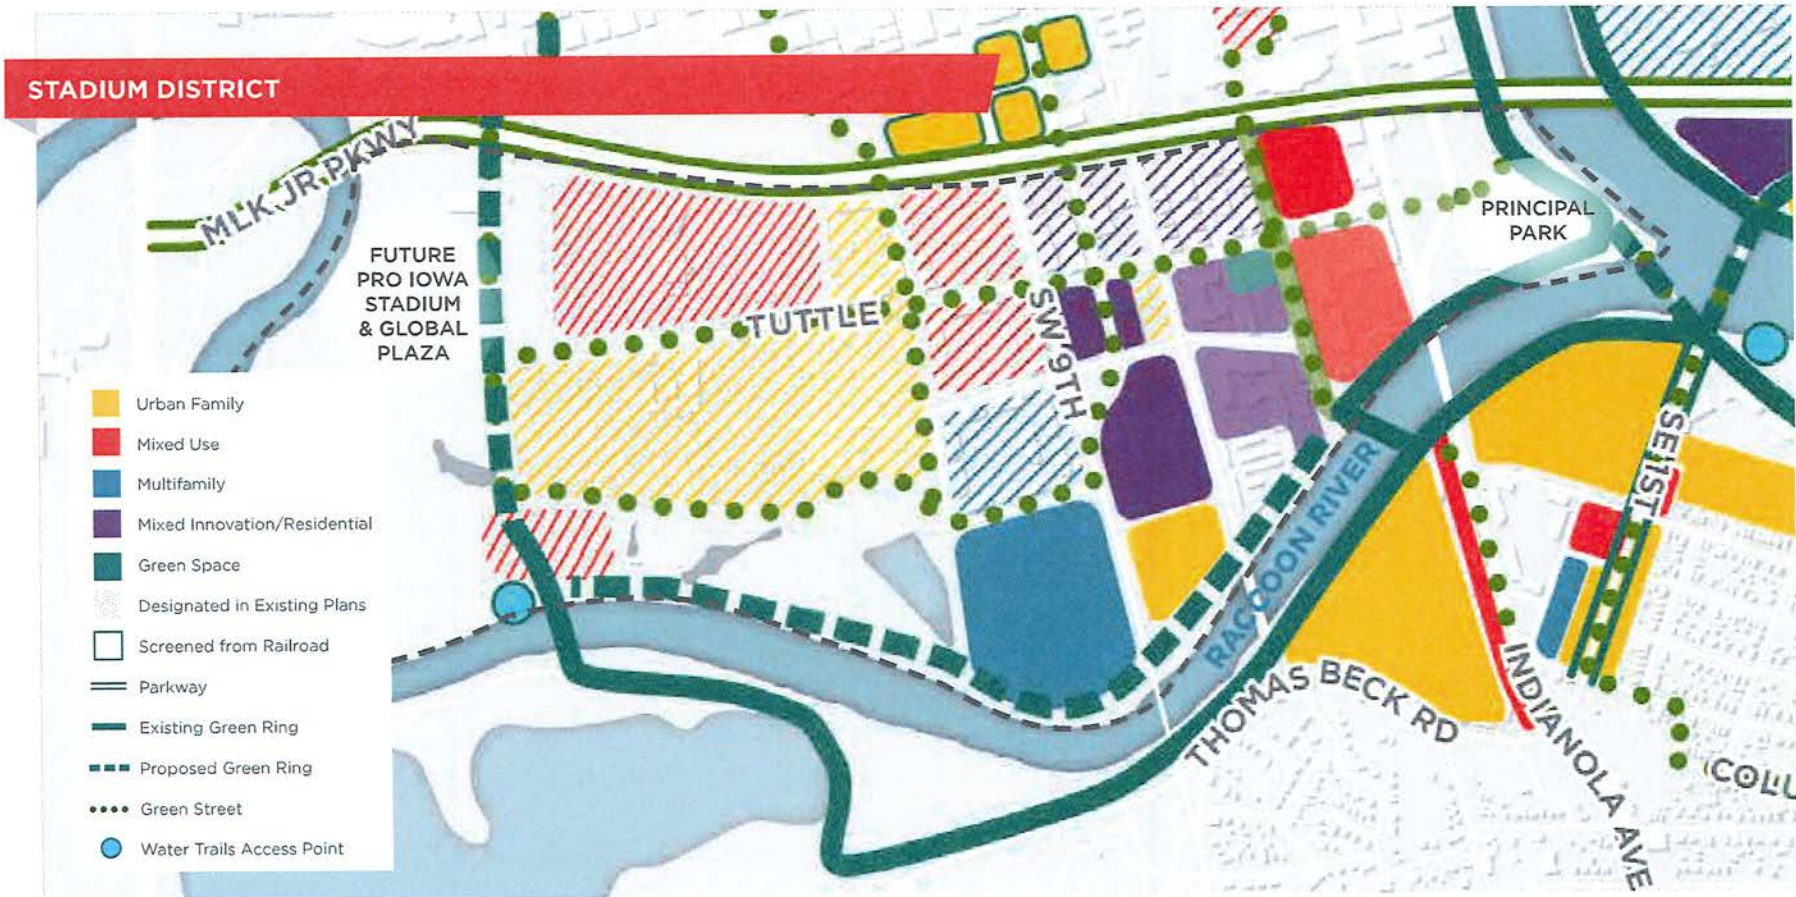 STADIUM DISTRICT
MLK JR PKWY
FUTURE
PRO IOWA
STADIUM
& GLOBAL
PLAZA
PRINCIPAL
PARK
TUTTLE
SW 9TH
SE 1ST
RACCOON RIVER
THOMAS BECK RD
INDIANOLA AVE
COLU
Urban Family
Mixed Use
Multifamily
Mixed Innovation/Residential
Green Space
Designated in Existing Plans
Screened from Railroad
Parkway
Existing Green Ring
Proposed Green Ring
Green Street
Water Trails Access Point